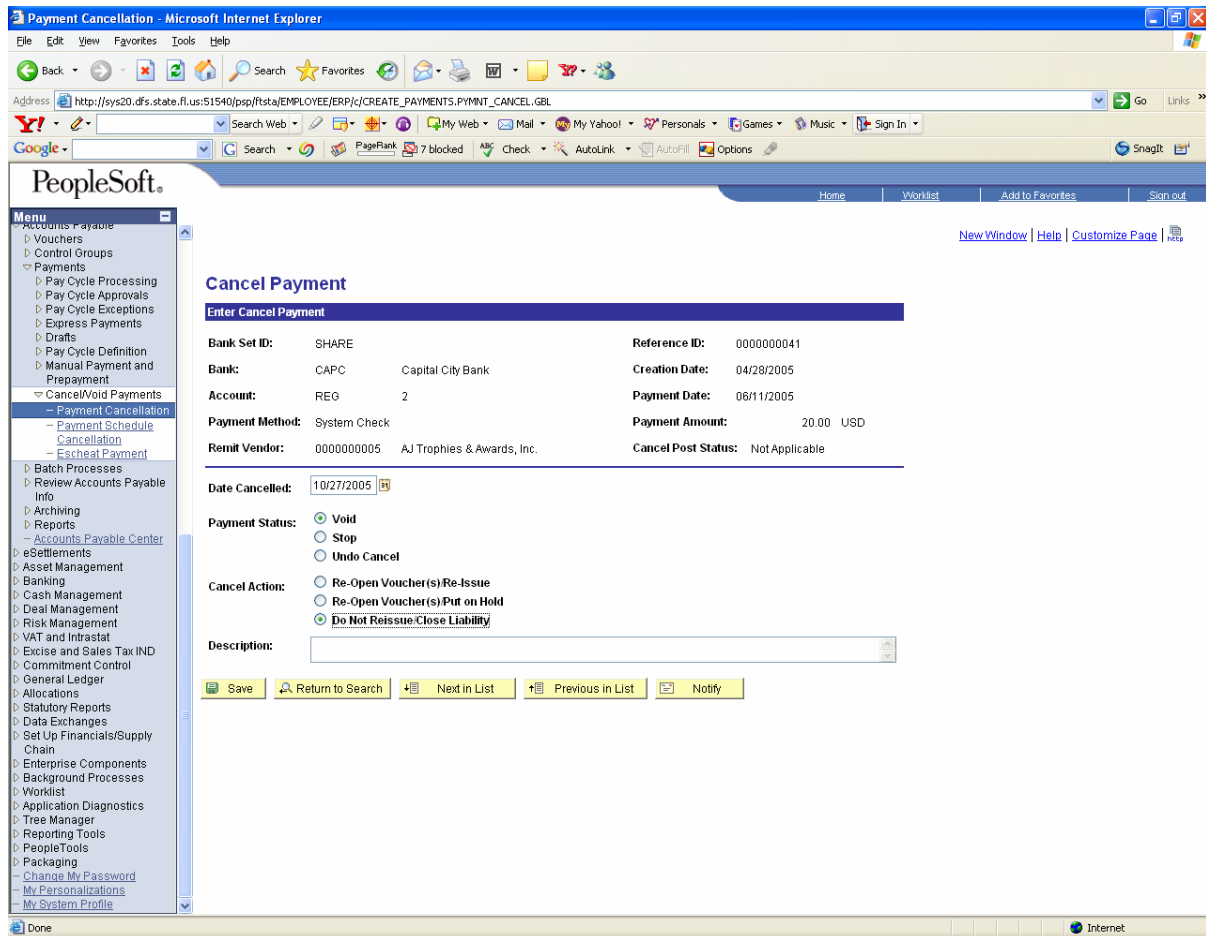 Payment Cancellation - Microsoft Internet Explorer
File Edit View Favorites Tools Help
Back Search Favorites
Address http://sys20.dfs.state.fl.us:51540/psp/ftsta/EMPLOYEE/ERP/c/CREATE_PAYMENTS.PYMNT_CANCEL.GBL Go Links »
Y! Search Web My Web Mail My Yahoo! Personals Games Music Sign In
Google Search PageRank 7 blocked ABC Check AutoLink AutoFill Options SnagIt
PeopleSoft®
Home Worklist Add to Favorites Sign out
Menu
New Window | Help | Customize Page | http
Accounts Payable
Vouchers
Control Groups
Payments
Pay Cycle Processing
Pay Cycle Approvals
Pay Cycle Exceptions
Express Payments
Drafts
Pay Cycle Definition
Manual Payment and
Prepayment
Cancel/Void Payments
– Payment Cancellation
– Payment Schedule
Cancellation
– Escheat Payment
Batch Processes
Review Accounts Payable
Info
Archiving
Reports
– Accounts Payable Center
eSettlements
Asset Management
Banking
Cash Management
Deal Management
Risk Management
VAT and Intrastat
Excise and Sales Tax IND
Commitment Control
General Ledger
Allocations
Statutory Reports
Data Exchanges
Set Up Financials/Supply
Chain
Enterprise Components
Background Processes
Worklist
Application Diagnostics
Tree Manager
Reporting Tools
PeopleTools
Packaging
– Change My Password
– My Personalizations
– My System Profile
Cancel Payment
Enter Cancel Payment
Bank Set ID: SHARE Reference ID: 0000000041
Bank: CAPC Capital City Bank Creation Date: 04/28/2005
Account: REG 2 Payment Date: 06/11/2005
Payment Method: System Check Payment Amount: 20.00 USD
Remit Vendor: 0000000005 AJ Trophies & Awards, Inc. Cancel Post Status: Not Applicable
Date Cancelled: 10/27/2005 31
Payment Status: Void
Stop
Undo Cancel
Cancel Action: Re-Open Voucher(s)/Re-Issue
Re-Open Voucher(s)/Put on Hold
Do Not Reissue/Close Liability
Description:
Save Return to Search Next in List Previous in List Notify
Done Internet